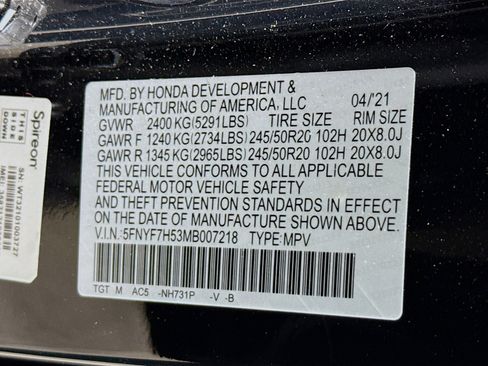 MFD. BY HONDA DEVELOPMENT &
MANUFACTURING OF AMERICA, LLC 04/'21
GVWR 2400 KG(5291LBS) TIRE SIZE RIM SIZE
GAWR F 1240 KG(2734LBS) 245/50R20 102H 20X8.0J
GAWR R 1345 KG(2965LBS) 245/50R20 102H 20X8.0J
THIS VEHICLE CONFORMS TO ALL APPLICABLE
FEDERAL MOTOR VEHICLE SAFETY
AND THEFT PREVENTION STANDARDS IN EFFECT
ON THE DATE OF MANUFACTURE SHOWN ABOVE.
V.I.N.: 5FNYF7H53MB007218 TYPE: MPV
TGT M AC5 -NH731P -V -B
Spireon
THIS
SIDE
DOWN